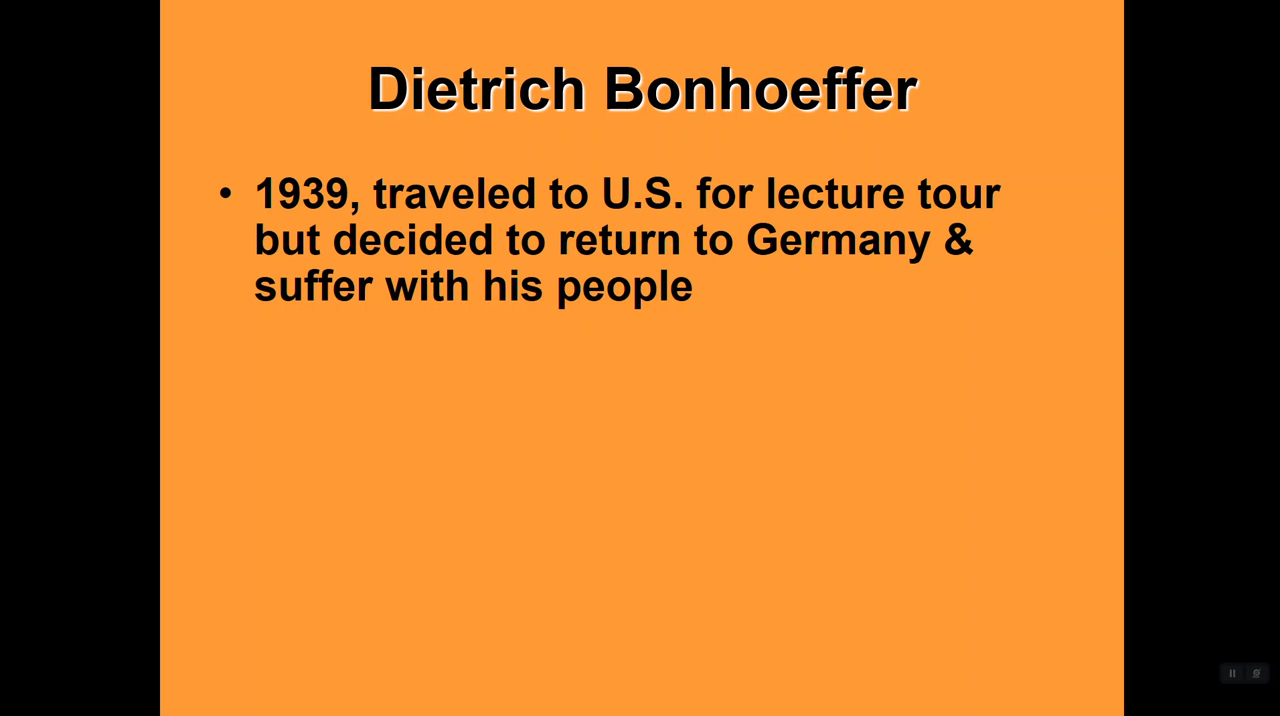 Dietrich Bonhoeffer
• 1939, traveled to U.S. for lecture tour
but decided to return to Germany &
suffer with his people